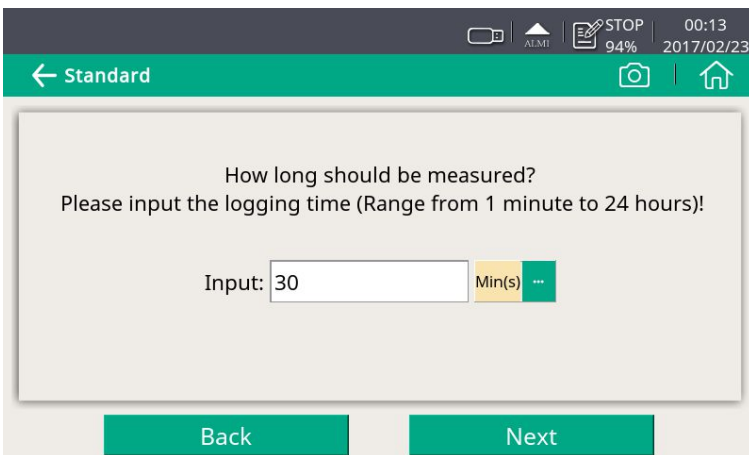 STOP 00:13
ALMI 94% 2017/02/23
Standard
How long should be measured?
Please input the logging time (Range from 1 minute to 24 hours)!
Input: 30 Min(s) ...
Back Next